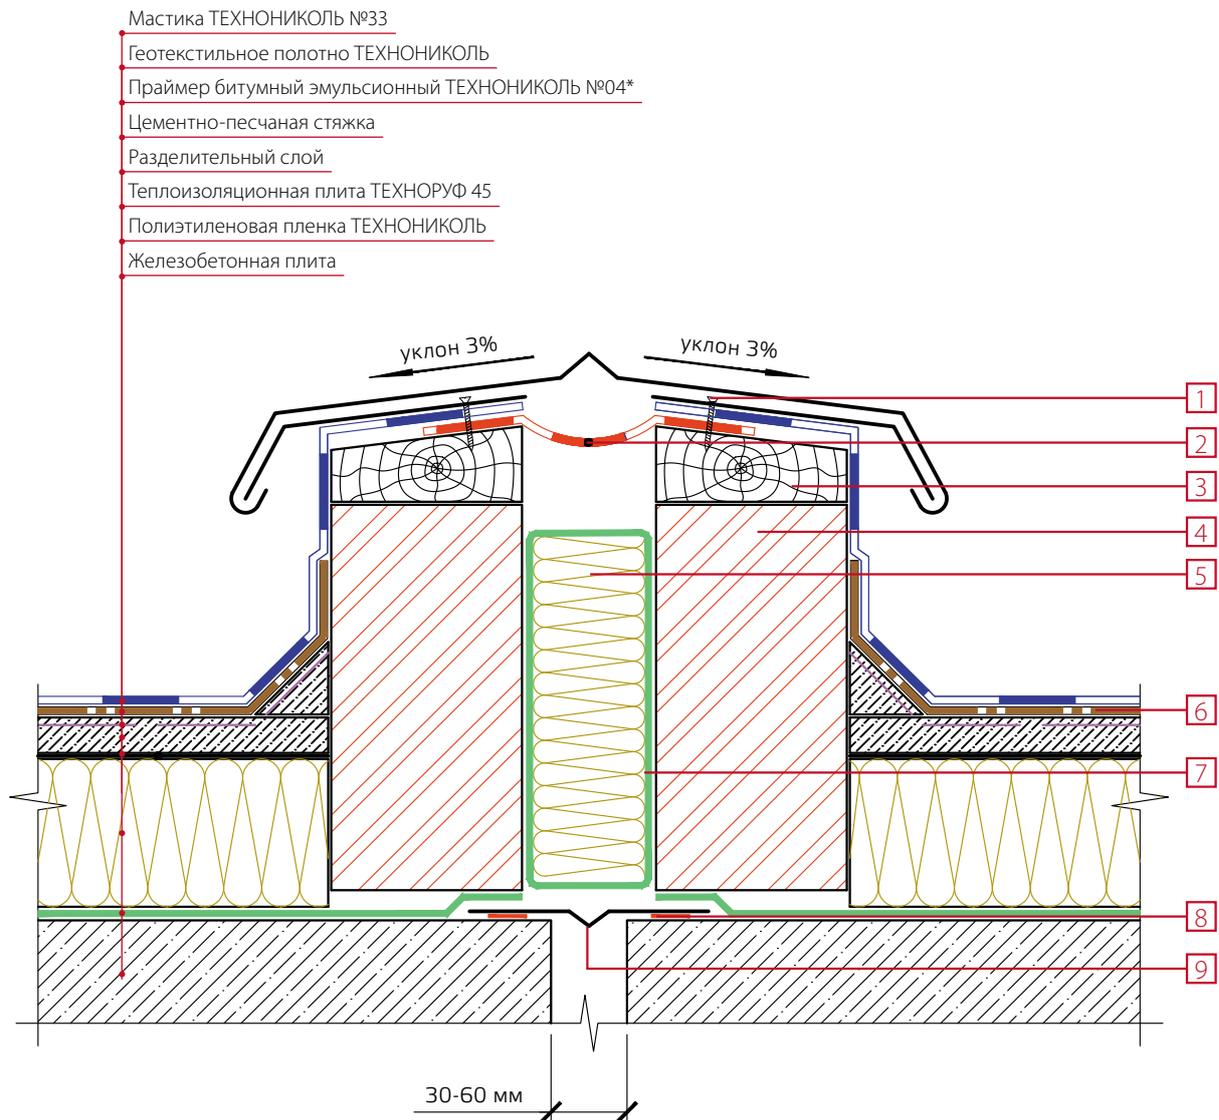 Мастика ТЕХНОНИКОЛЬ №33
Геотекстильное полотно ТЕХНОНИКОЛЬ
Праймер битумный эмульсионный ТЕХНОНИКОЛЬ №04*
Цементно-песчаная стяжка
Разделительный слой
Теплоизоляционная плита ТЕХНОРУФ 45
Полиэтиленовая пленка ТЕХНОНИКОЛЬ
Железобетонная плита
уклон 3%
уклон 3%
1
2
3
4
5
6
7
8
9
30-60 мм